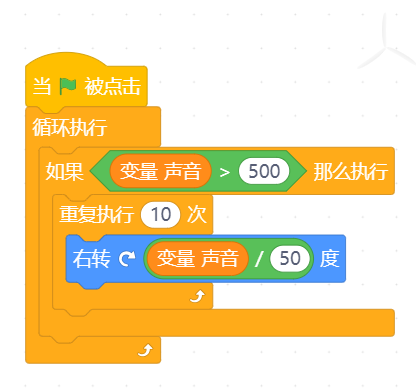 当 被点击
循环执行
如果 变量 声音 > 500 那么执行
重复执行 10 次
右转 变量 声音 / 50 度